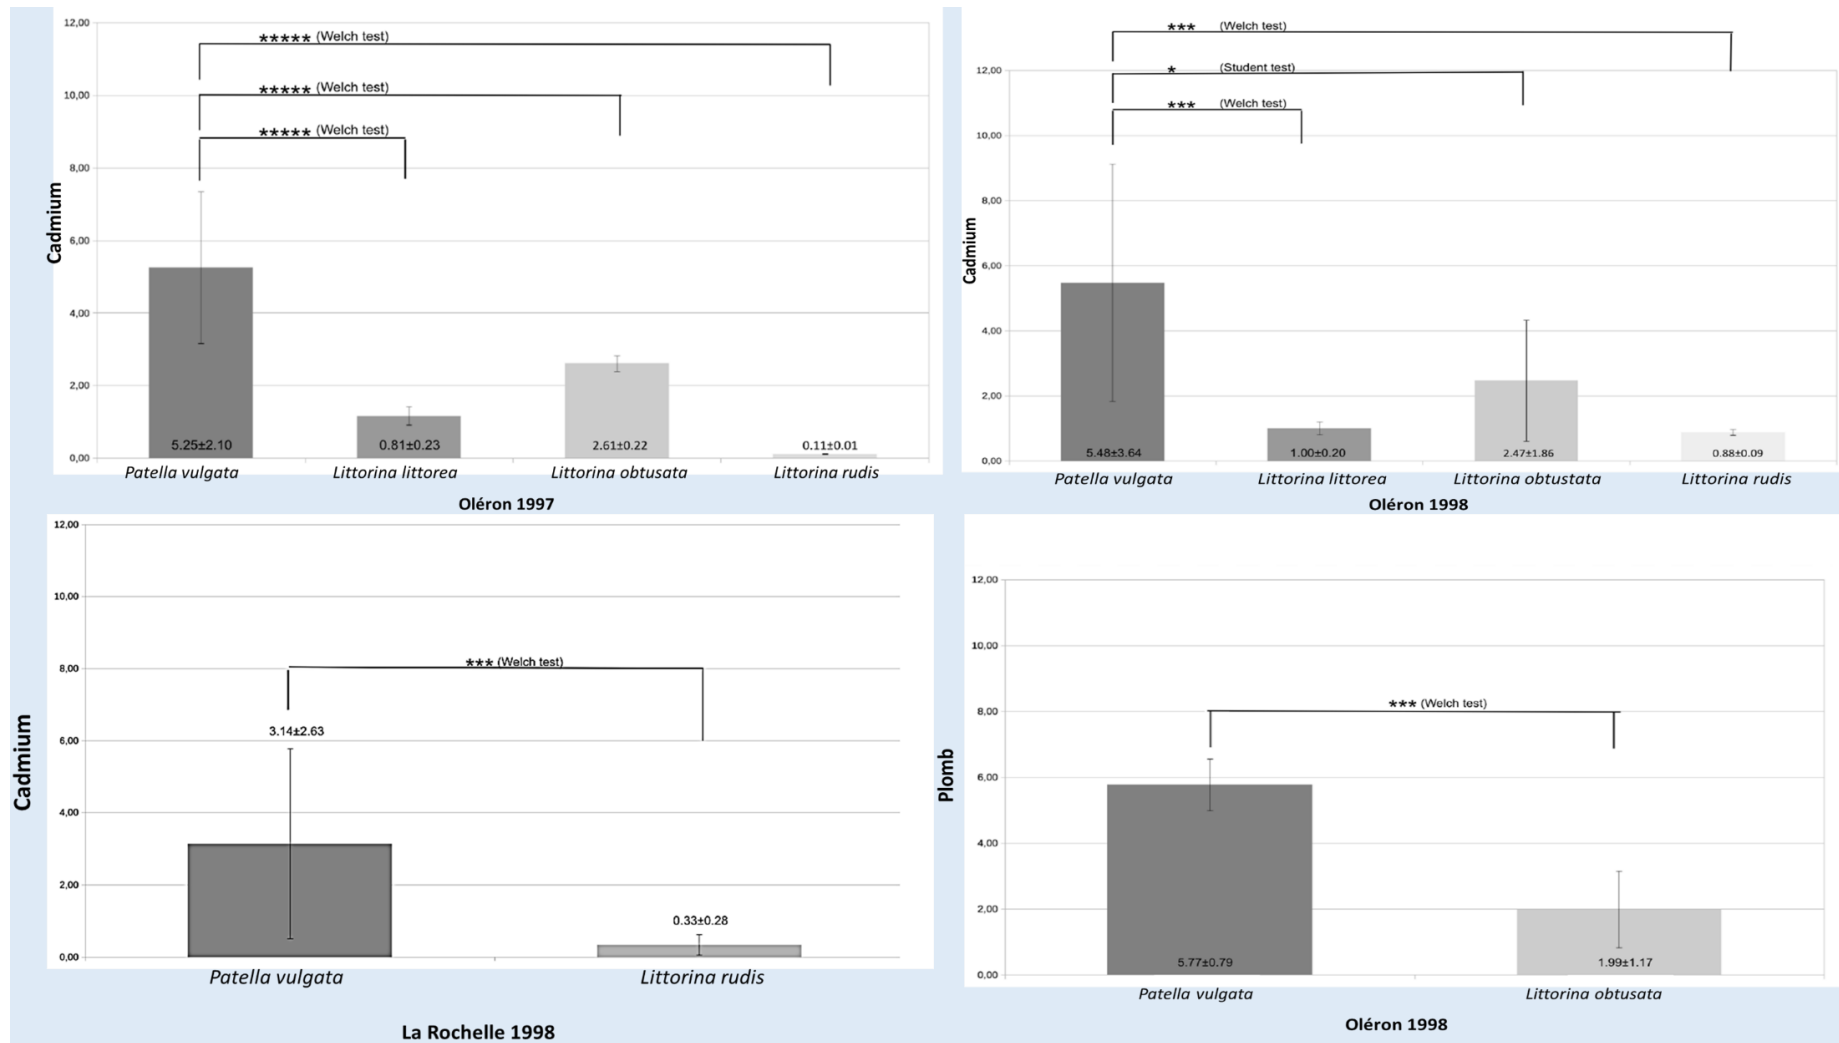 12,00
***** (Welch test)
10,00
***** (Welch test)
***** (Welch test)
8,00
6,00
4,00
2,00
0,00
Cadmium
5.25±2.10
0.81±0.23
2.61±0.22
0.11±0.01
Patella vulgata
Littorina littorea
Littorina obtusata
Littorina rudis
Oléron 1997
*** (Welch test)
12,00
* (Student test)
*** (Welch test)
10,00
8,00
6,00
4,00
2,00
0,00
Cadmium
5.48±3.64
1.00±0.20
2.47±1.86
0.88±0.09
Patella vulgata
Littorina littorea
Littorina obtustata
Littorina rudis
Oléron 1998
12,00
10,00
8,00
*** (Welch test)
6,00
4,00
2,00
0,00
Cadmium
3.14±2.63
0.33±0.28
Patella vulgata
Littorina rudis
La Rochelle 1998
12,00
10,00
8,00
*** (Welch test)
6,00
4,00
2,00
0,00
Plomb
5.77±0.79
1.99±1.17
Patella vulgata
Littorina obtusata
Oléron 1998